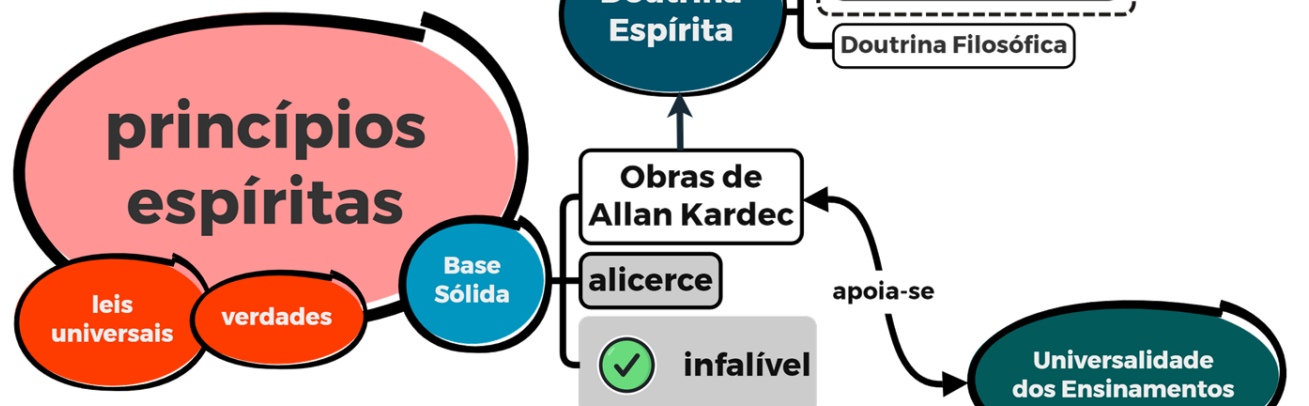 Doutrina
Espírita
Doutrina Filosófica
princípios
espíritas
Obras de
Allan Kardec
Base
Sólida
alicerce
leis
universais
verdades
apoia-se
infalível
Universalidade
dos Ensinamentos